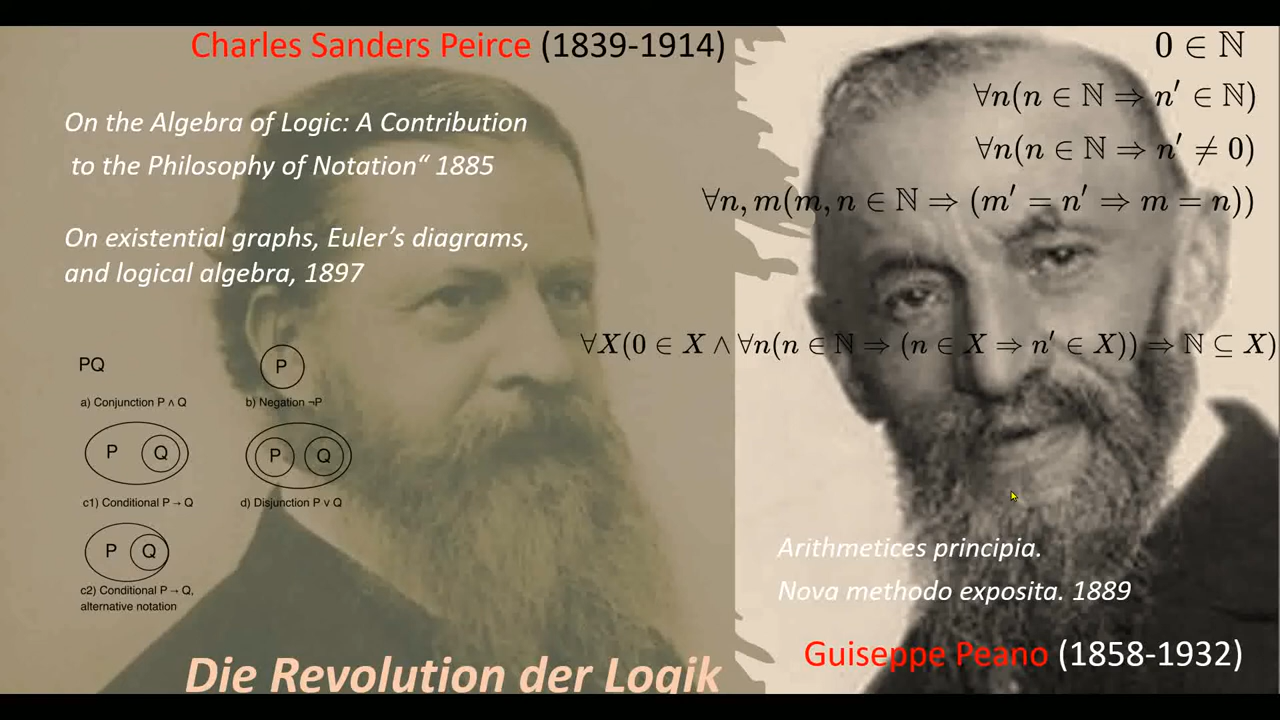 Charles Sanders Peirce (1839-1914)
On the Algebra of Logic: A Contribution
to the Philosophy of Notation“ 1885
On existential graphs, Euler’s diagrams,
and logical algebra, 1897
PQ
P
a) Conjunction P ∧ Q
b) Negation ¬P
P Q
P Q
c1) Conditional P → Q
d) Disjunction P ∨ Q
P Q
c2) Conditional P → Q,
alternative notation
Die Revolution der Logik
0 ∈ ℕ
∀n(n ∈ ℕ ⇒ n′ ∈ ℕ)
∀n(n ∈ ℕ ⇒ n′ ≠ 0)
∀n, m(m, n ∈ ℕ ⇒ (m′ = n′ ⇒ m = n))
∀X(0 ∈ X ∧ ∀n(n ∈ ℕ ⇒ (n ∈ X ⇒ n′ ∈ X)) ⇒ ℕ ⊆ X)
Arithmetices principia.
Nova methodo exposita. 1889
Guiseppe Peano (1858-1932)